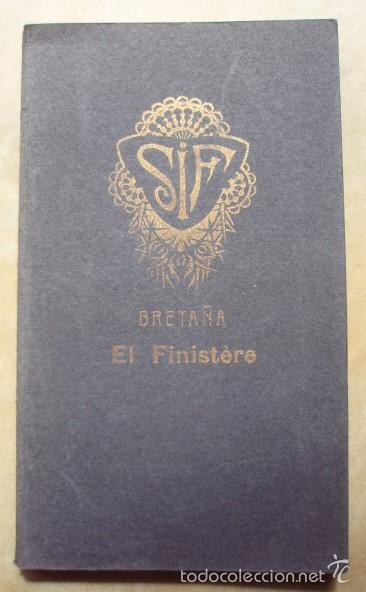 SIF
BRETAÑA
El Finistère
todocoleccion.net